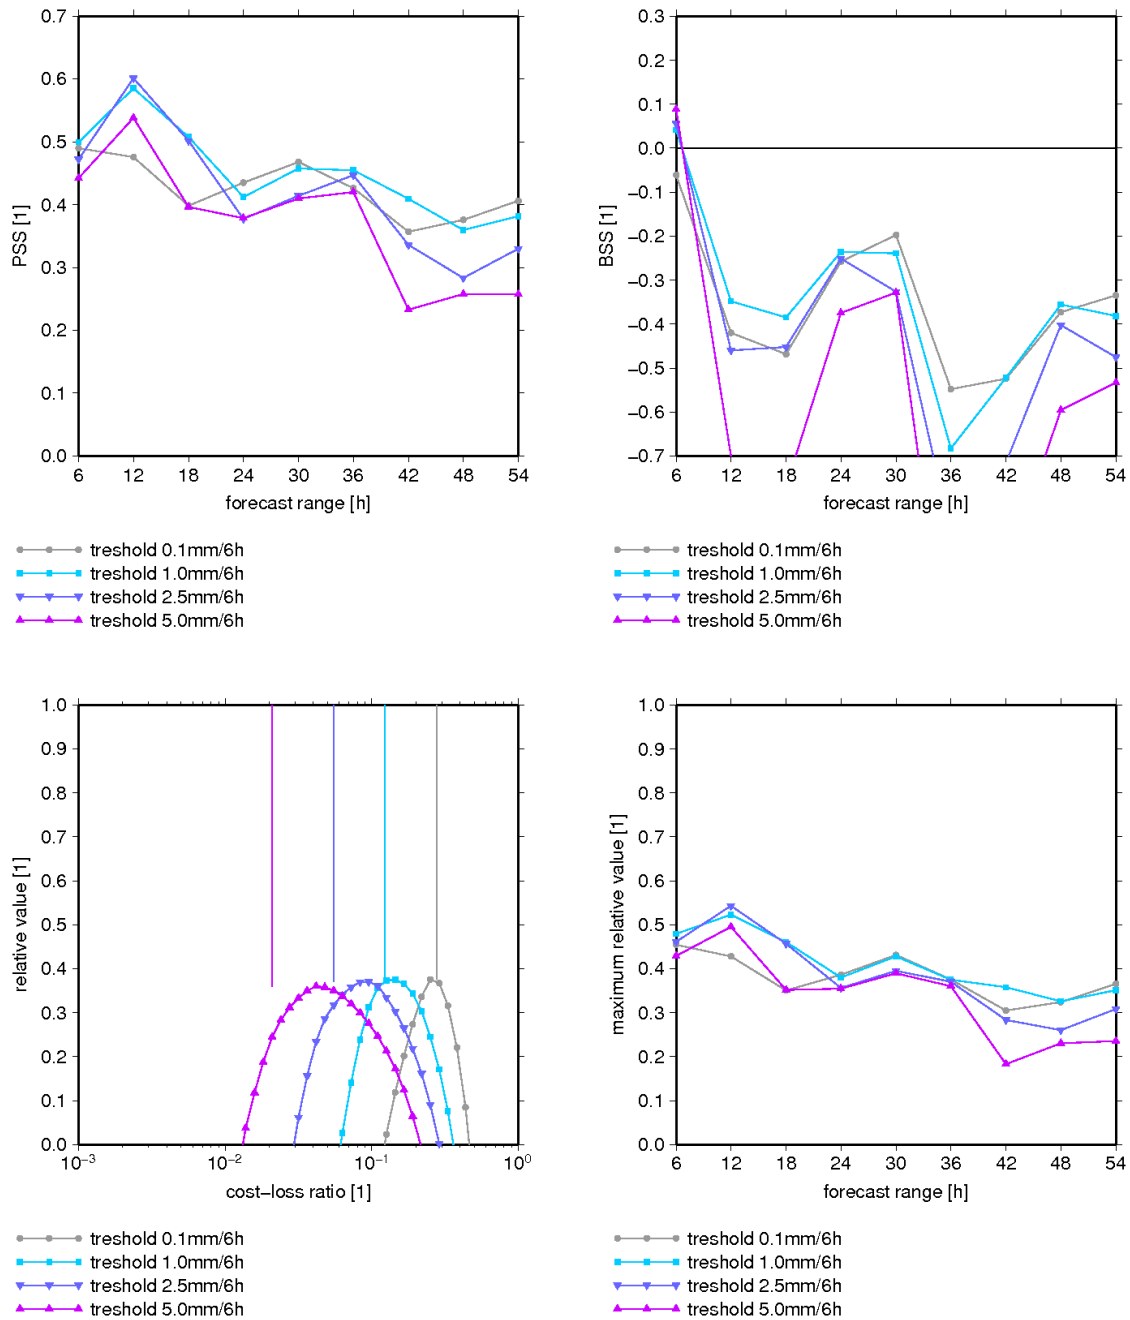 0.7
0.6
0.5
0.4
0.3
0.2
0.1
0.0
PSS [1]
6 12 18 24 30 36 42 48 54
forecast range [h]
treshold 0.1mm/6h
treshold 1.0mm/6h
treshold 2.5mm/6h
treshold 5.0mm/6h
0.3
0.1
0.0
−0.1
−0.2
−0.3
−0.4
−0.5
−0.6
−0.7
BSS [1]
6 12 18 24 30 36 42 48 54
forecast range [h]
treshold 0.1mm/6h
treshold 1.0mm/6h
treshold 2.5mm/6h
treshold 5.0mm/6h
1.0
0.9
0.8
0.7
0.6
0.5
0.4
0.3
0.2
0.1
0.0
relative value [1]
10⁻³ 10⁻² 10⁻¹ 10⁰
cost−loss ratio [1]
treshold 0.1mm/6h
treshold 1.0mm/6h
treshold 2.5mm/6h
treshold 5.0mm/6h
1.0
0.9
0.8
0.7
0.6
0.5
0.4
0.3
0.2
0.1
0.0
maximum relative value [1]
6 12 18 24 30 36 42 48 54
forecast range [h]
treshold 0.1mm/6h
treshold 1.0mm/6h
treshold 2.5mm/6h
treshold 5.0mm/6h